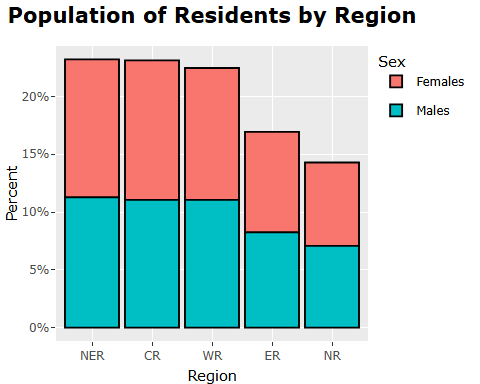 Population of Residents by Region
Sex
Females
Males
Percent
20%
15%
10%
5%
0%
NER CR WR ER NR
Region